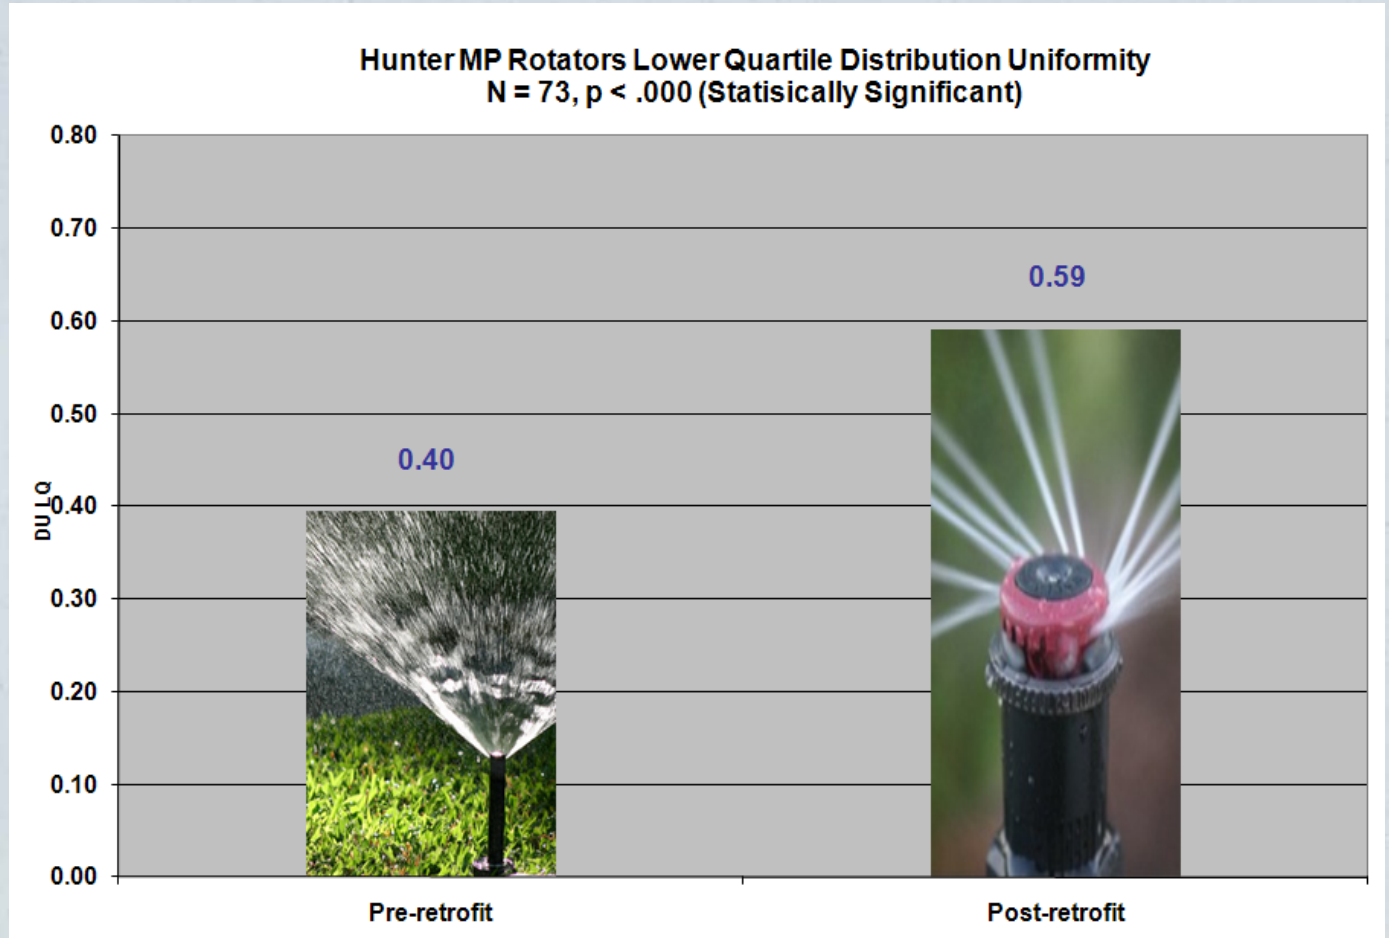 Hunter MP Rotators Lower Quartile Distribution Uniformity
N = 73, p < .000 (Statisically Significant)
0.80
0.70
0.60
0.50
0.40
0.30
0.20
0.10
0.00
DU LQ
0.40
0.59
Pre-retrofit
Post-retrofit